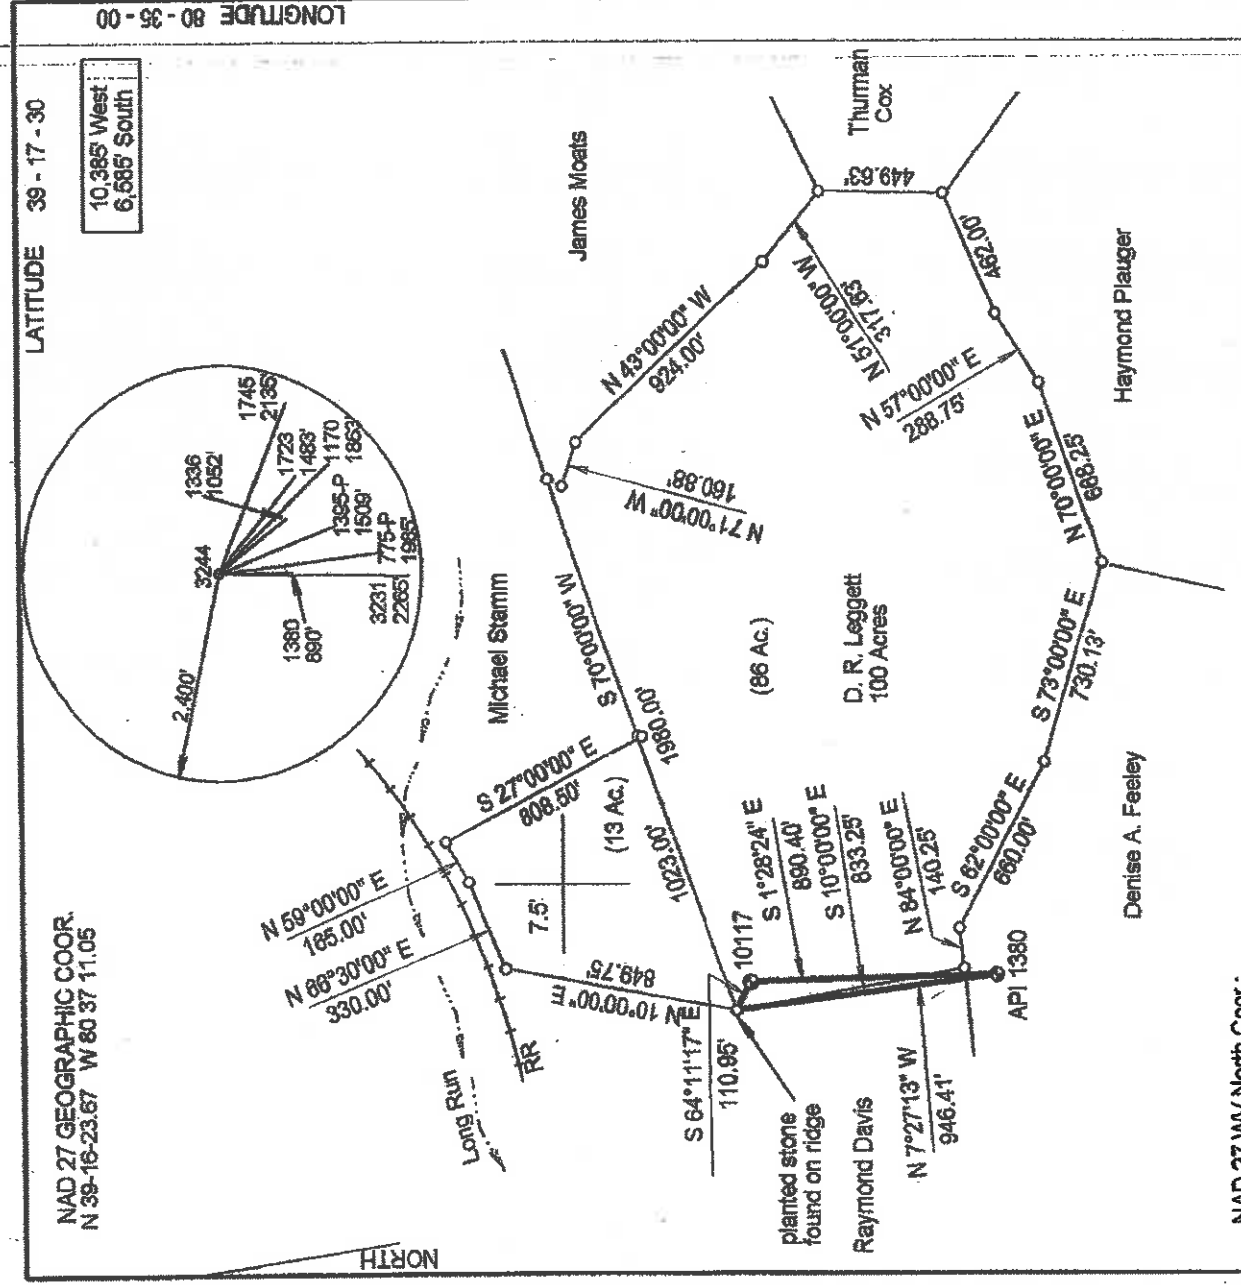 LONGITUDE 80 - 35 - 00
LATITUDE 39 - 17 - 30
10,385' West
6,585' South
NAD 27 GEOGRAPHIC COOR.
N 39-16-23.67 W 80 37 11.05
2,400'
3244
1336
1052'
1745
2135'
1723
1483'
1170
1863'
1395-P
1509'
775-P
1985'
3231
2265'
1380
890'
James Moats
Thurman
Cox
449.63'
462.00'
N 43°00'00" W
924.00'
N 51°00'00" W
317.63'
N 57°00'00" E
288.75'
Haymond Plauger
N 70°00'00" E
668.25'
N 71°00'00" W
160.88'
Michael Stamm
S 70°00'00" W
1980.00'
(86 Ac.)
D. R. Leggett
100 Acres
S 27°00'00" E
808.50'
(13 Ac.)
1023.00'
N 59°00'00" E
165.00'
N 66°30'00" E
330.00'
7.5'
N 10°00'00" E
849.75'
Long Run
RR
S 73°00'00" E
730.13'
S 62°00'00" E
660.00'
Denise A. Feeley
10117
S 1°28'24" E
890.40'
S 10°00'00" E
833.25'
N 84°00'00" E
140.25'
API 1380
S 64°11'17" E
110.95'
planted stone
found on ridge
Raymond Davis
N 7°27'13" W
946.41'
NORTH
NAD 27 WV North Coor